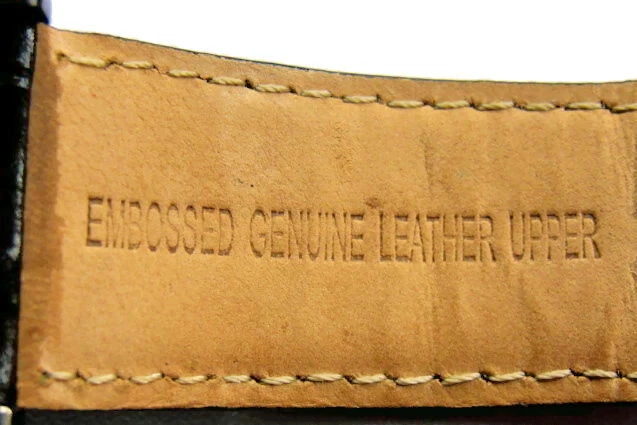 EMBOSSED GENUINE LEATHER UPPER